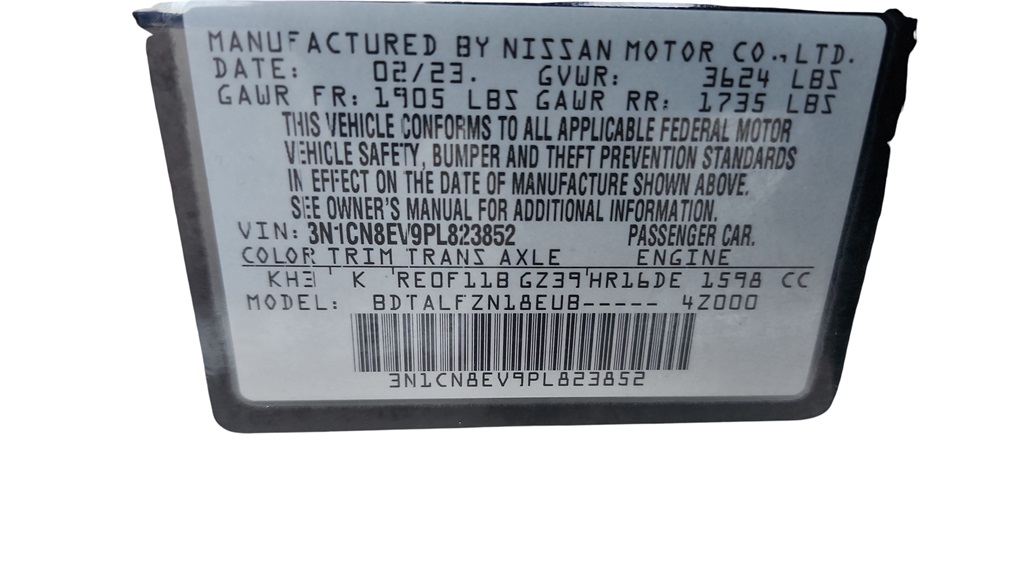 MANUFACTURED BY NISSAN MOTOR CO.,LTD.
DATE: 02/23. GVWR: 3624 LBS
GAWR FR: 1905 LBS GAWR RR: 1735 LBS
THIS VEHICLE CONFORMS TO ALL APPLICABLE FEDERAL MOTOR
VEHICLE SAFETY, BUMPER AND THEFT PREVENTION STANDARDS
IN EFFECT ON THE DATE OF MANUFACTURE SHOWN ABOVE.
SEE OWNER'S MANUAL FOR ADDITIONAL INFORMATION.
VIN: 3N1CN8EV9PL823852 PASSENGER CAR.
COLOR TRIM TRANS AXLE ENGINE
KH3 K RE0F11B GZ39 HR16DE 1598 CC
MODEL: BDTALFZN18EUB----- 4Z000
3N1CN8EV9PL823852